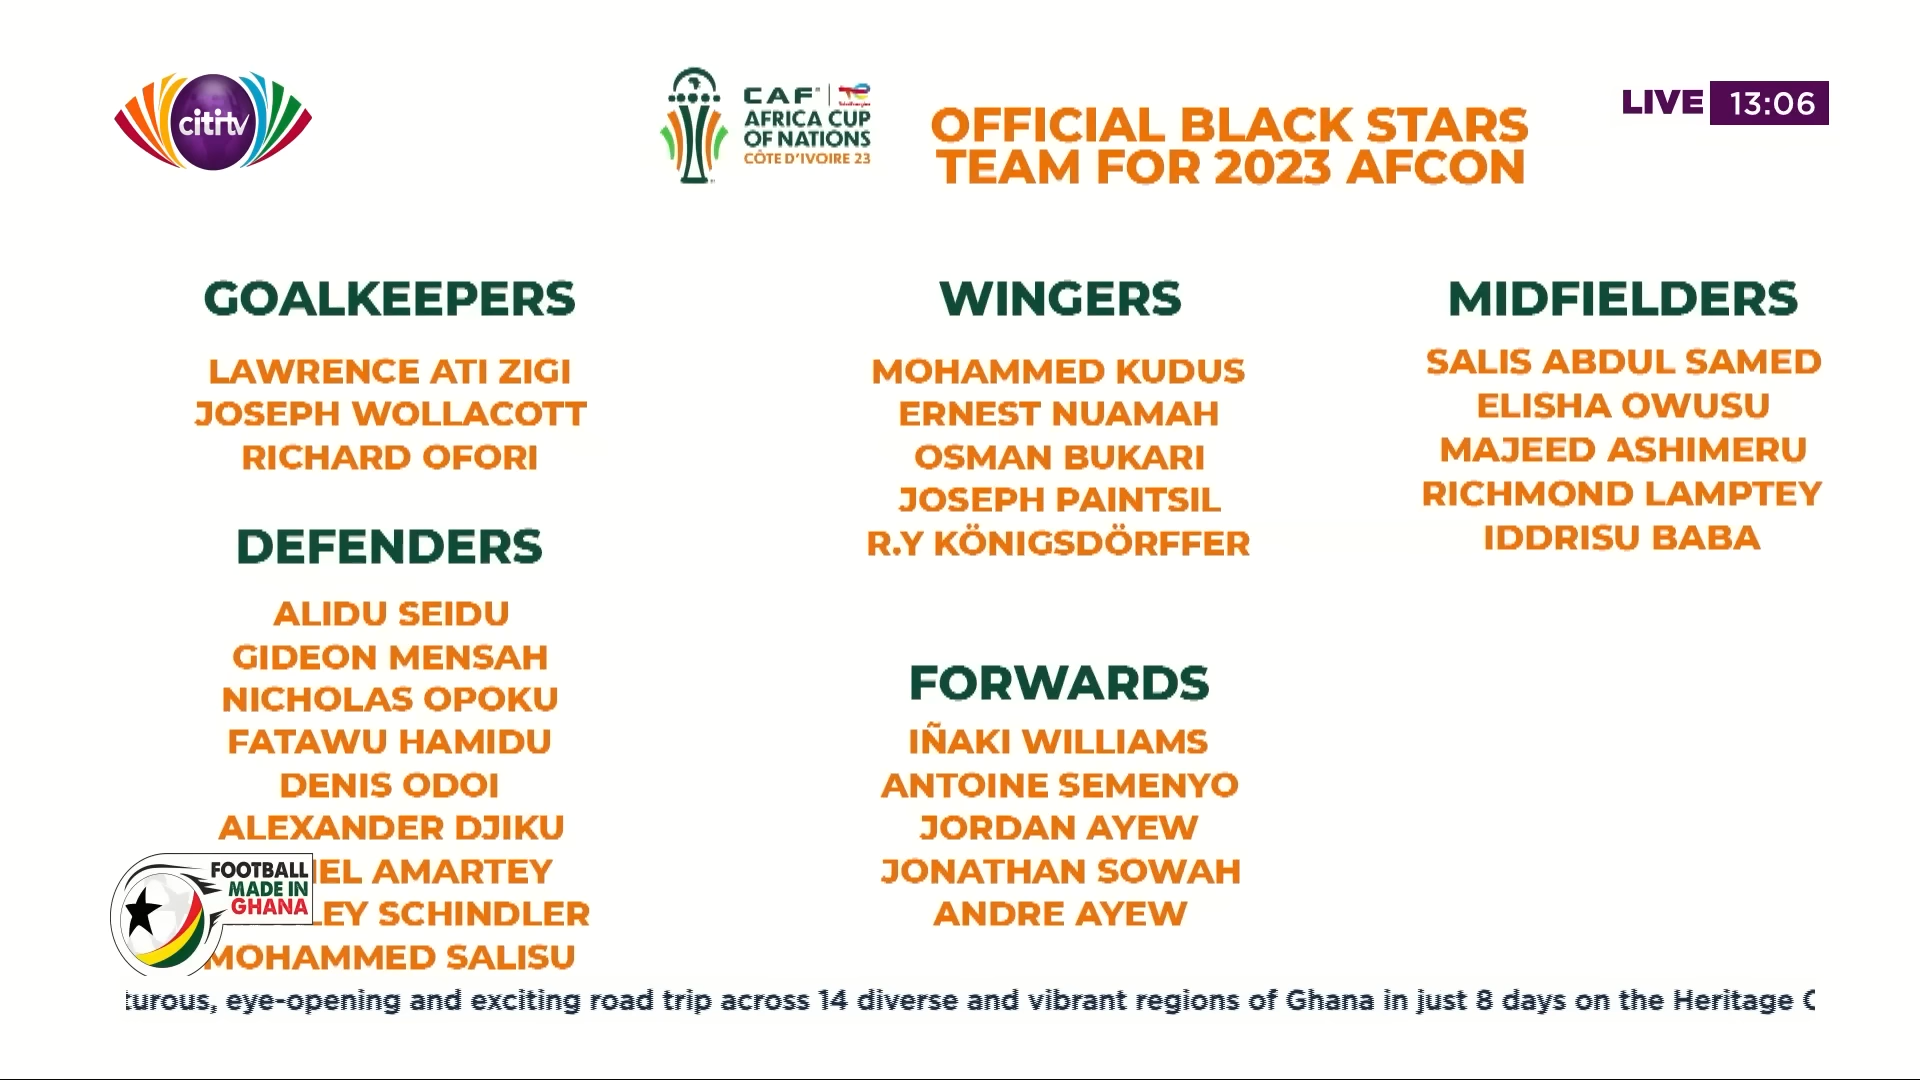 citi tv
CAF
TotalEnergies
AFRICA CUP
OF NATIONS
CÔTE D'IVOIRE 23
OFFICIAL BLACK STARS
TEAM FOR 2023 AFCON
LIVE 13:06
GOALKEEPERS
LAWRENCE ATI ZIGI
JOSEPH WOLLACOTT
RICHARD OFORI
DEFENDERS
ALIDU SEIDU
GIDEON MENSAH
NICHOLAS OPOKU
FATAWU HAMIDU
DENIS ODOI
ALEXANDER DJIKU
AMARTEY
SCHINDLER
MOHAMMED SALISU
WINGERS
MOHAMMED KUDUS
ERNEST NUAMAH
OSMAN BUKARI
JOSEPH PAINTSIL
R.Y KÖNIGSDÖRFFER
FORWARDS
IÑAKI WILLIAMS
ANTOINE SEMENYO
JORDAN AYEW
JONATHAN SOWAH
ANDRE AYEW
MIDFIELDERS
SALIS ABDUL SAMED
ELISHA OWUSU
MAJEED ASHIMERU
RICHMOND LAMPTEY
IDDRISU BABA
FOOTBALL
MADE IN
GHANA
eye-opening and exciting road trip across 14 diverse and vibrant regions of Ghana in just 8 days on the Heritage